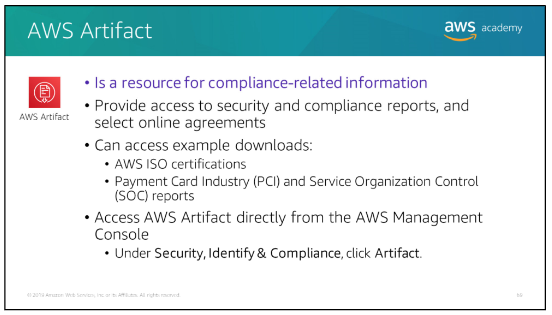 AWS Artifact
aws academy
AWS Artifact
• Is a resource for compliance-related information
• Provide access to security and compliance reports, and
select online agreements
• Can access example downloads:
• AWS ISO certifications
• Payment Card Industry (PCI) and Service Organization Control
(SOC) reports
• Access AWS Artifact directly from the AWS Management
Console
• Under Security, Identify & Compliance, click Artifact.
© 2019 Amazon Web Services, Inc. or its Affiliates. All rights reserved.